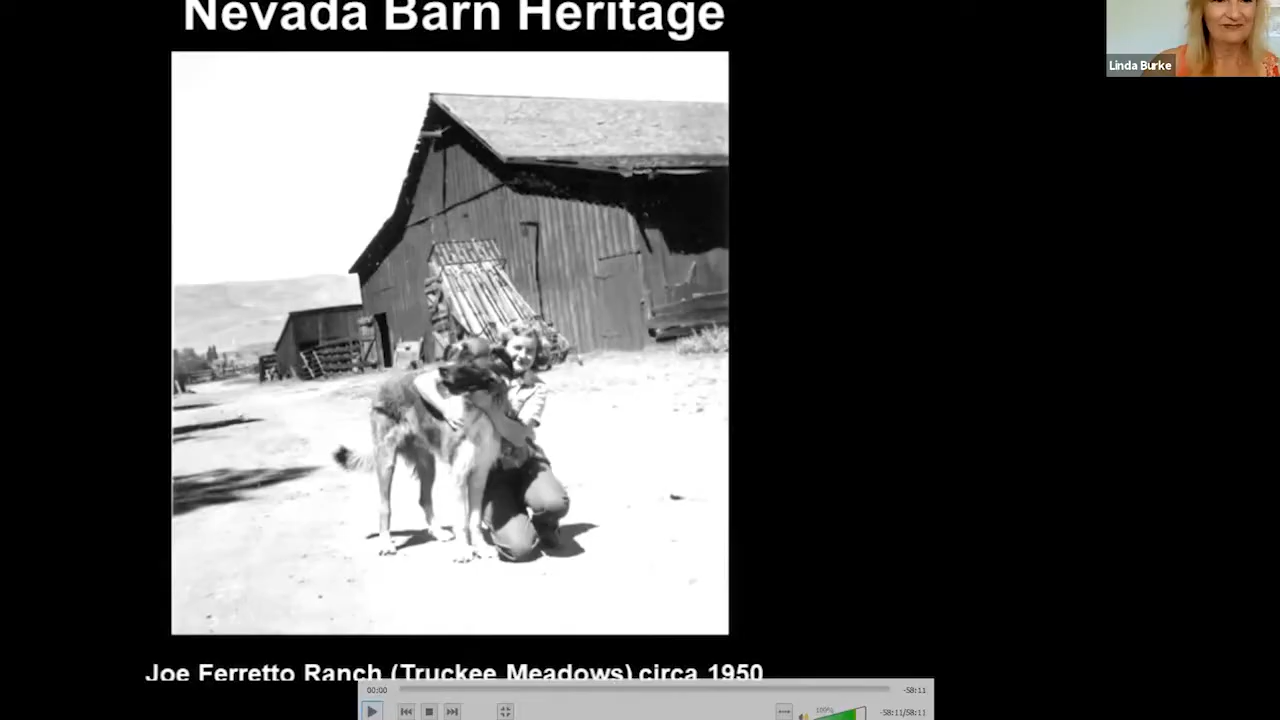 Nevada Barn Heritage
Linda Burke
Joe Ferretto Ranch (Truckee Meadows) circa 1950
00:00
-58:11
100%
-58:11/58:11